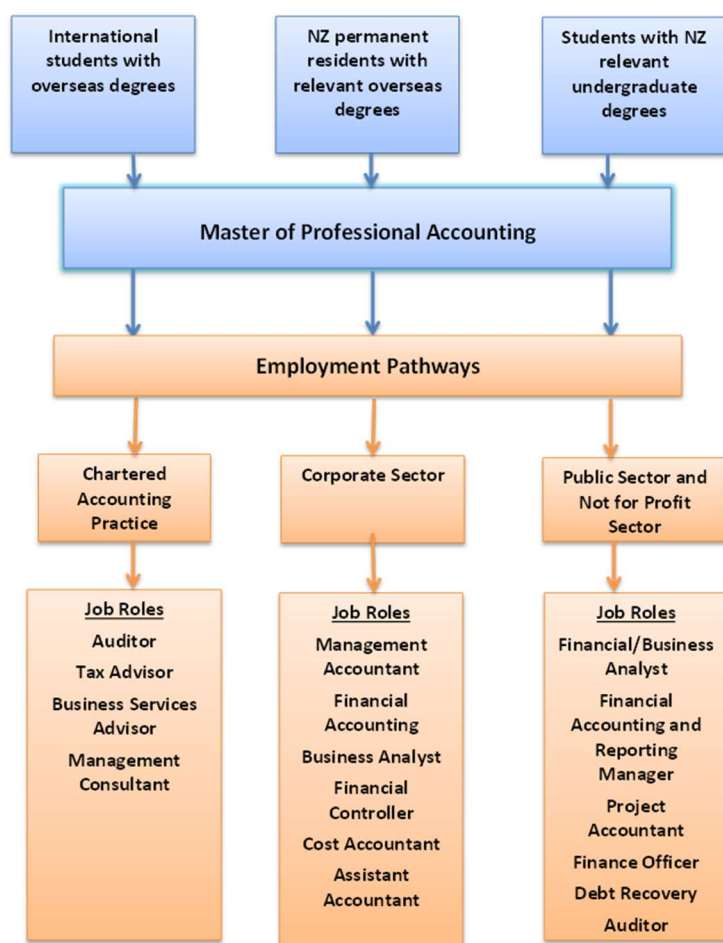 International
students with
overseas degrees
NZ permanent
residents with
relevant overseas
degrees
Students with NZ
relevant
undergraduate
degrees
Master of Professional Accounting
Employment Pathways
Chartered
Accounting
Practice
Corporate Sector
Public Sector and
Not for Profit
Sector
Job Roles
Auditor
Tax Advisor
Business Services
Advisor
Management
Consultant
Job Roles
Management
Accountant
Financial
Accounting
Business Analyst
Financial
Controller
Cost Accountant
Assistant
Accountant
Job Roles
Financial/Business
Analyst
Financial
Accounting and
Reporting
Manager
Project
Accountant
Finance Officer
Debt Recovery
Auditor